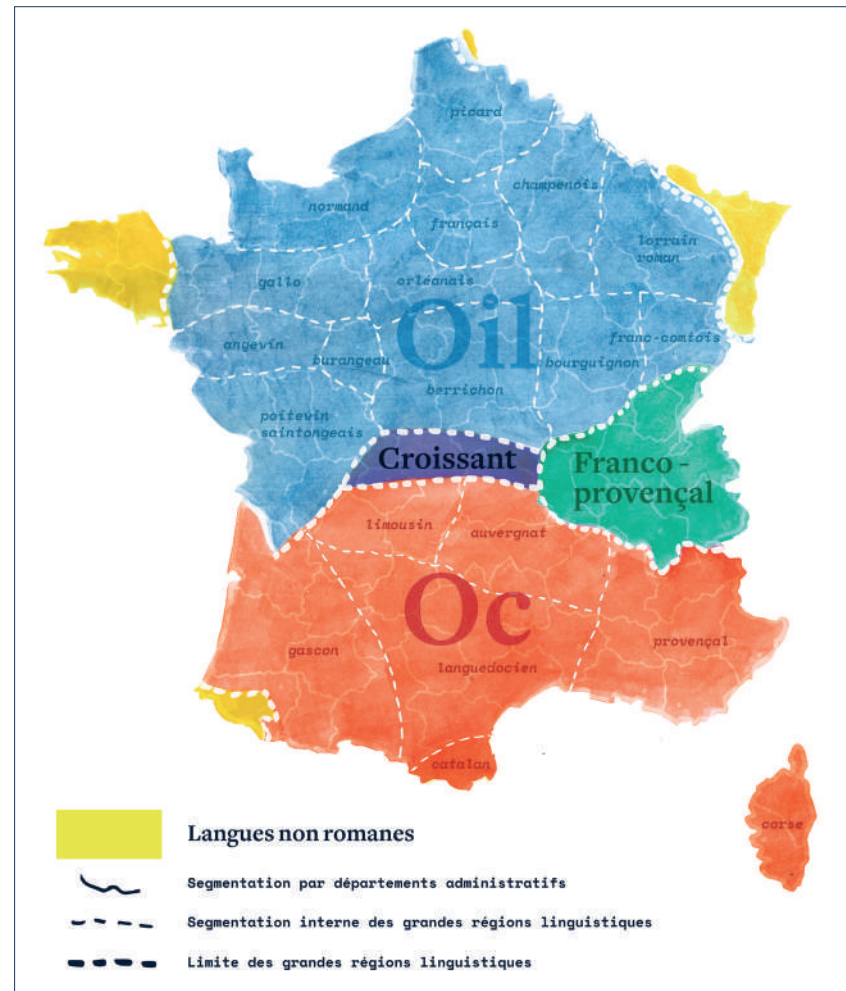 picard
champenois
normand
français
lorrain
roman
gallo
orléanais
Oil
angevin
burangeau
franc-comtois
bourguignon
berrichon
poitevin
saintongeais
Croissant
Franco -
provençal
limousin
auvergnat
Oc
gascon
provençal
languedocien
catalan
corse
Langues non romanes
Segmentation par départements administratifs
Segmentation interne des grandes régions linguistiques
Limite des grandes régions linguistiques